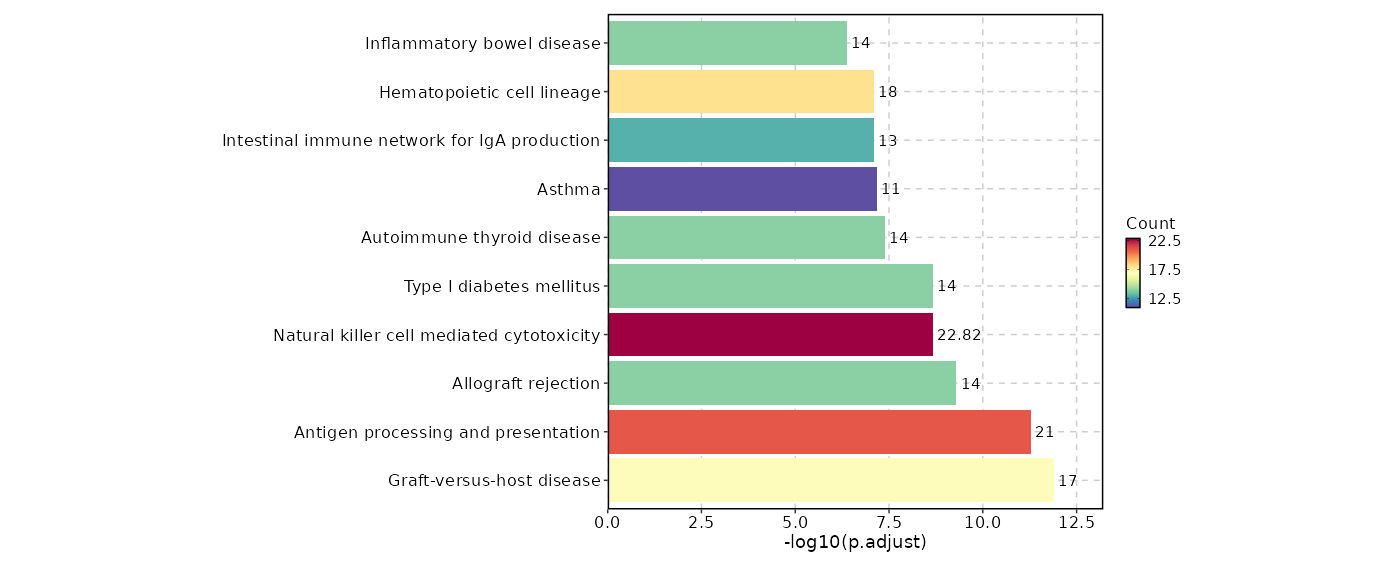 Inflammatory bowel disease 14
Hematopoietic cell lineage 18
Intestinal immune network for IgA production 13
Asthma 11
Autoimmune thyroid disease 14
Type I diabetes mellitus 14
Natural killer cell mediated cytotoxicity 22.82
Allograft rejection 14
Antigen processing and presentation 21
Graft-versus-host disease 17
0.0 2.5 5.0 7.5 10.0 12.5
-log10(p.adjust)
Count
22.5
17.5
12.5